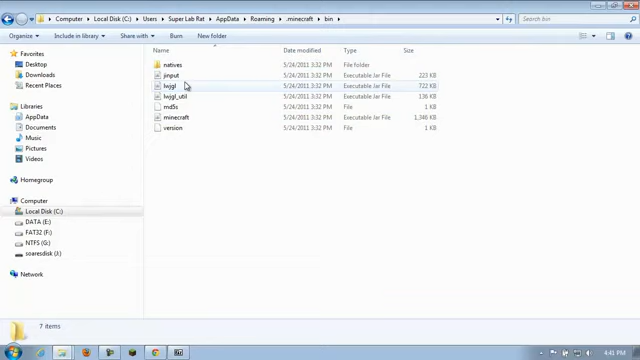 Computer ▸ Local Disk (C:) ▸ Users ▸ Super Lab Rat ▸ AppData ▸ Roaming ▸ .minecraft ▸ bin ▸
Search bin
Organize ▾ Include in library ▾ Share with ▾ Burn New folder
Name Date modified Type Size
natives 5/24/2011 3:32 PM File folder
jinput 5/24/2011 3:32 PM Executable Jar File 223 KB
lwjgl 5/24/2011 3:32 PM Executable Jar File 722 KB
lwjgl_util 5/24/2011 3:32 PM Executable Jar File 136 KB
md5s 5/24/2011 3:32 PM File 1 KB
minecraft 5/24/2011 3:32 PM Executable Jar File 1,346 KB
version 5/24/2011 3:32 PM File 1 KB
Favorites
Desktop
Downloads
Recent Places
Libraries
AppData
Documents
Music
Pictures
Videos
Homegroup
Computer
Local Disk (C:)
DATA (E:)
FAT32 (F:)
NTFS (G:)
soaresdisk (J:)
Network
7 items
4:41 PM